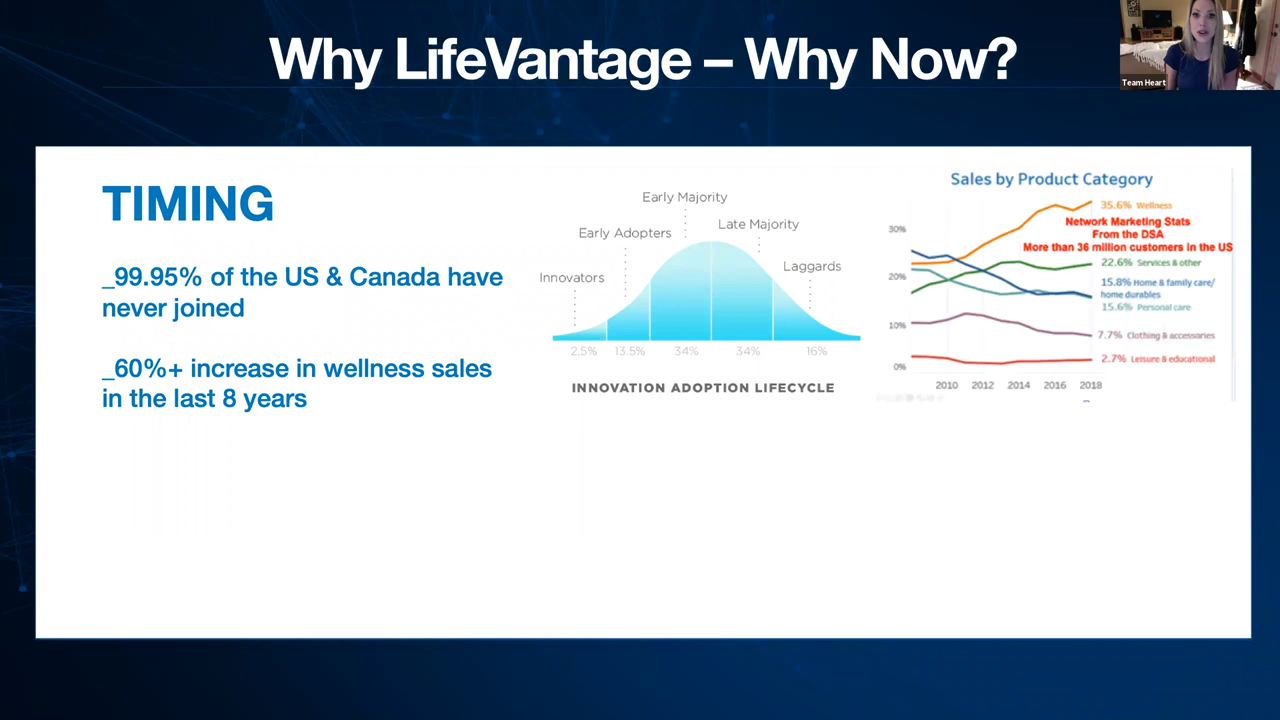 Why LifeVantage – Why Now?
Team Heart
TIMING
_99.95% of the US & Canada have
never joined
_60%+ increase in wellness sales
in the last 8 years
Early Majority
Early Adopters
Late Majority
Innovators
Laggards
2.5% 13.5% 34% 34% 16%
INNOVATION ADOPTION LIFECYCLE
Sales by Product Category
35.6% Wellness
30%
Network Marketing Stats
From the DSA
More than 36 million customers in the US
22.6% Services & other
20%
15.8% Home & family care/
home durables
15.6% Personal care
10%
7.7% Clothing & accessories
2.7% Leisure & educational
0%
2010 2012 2014 2016 2018